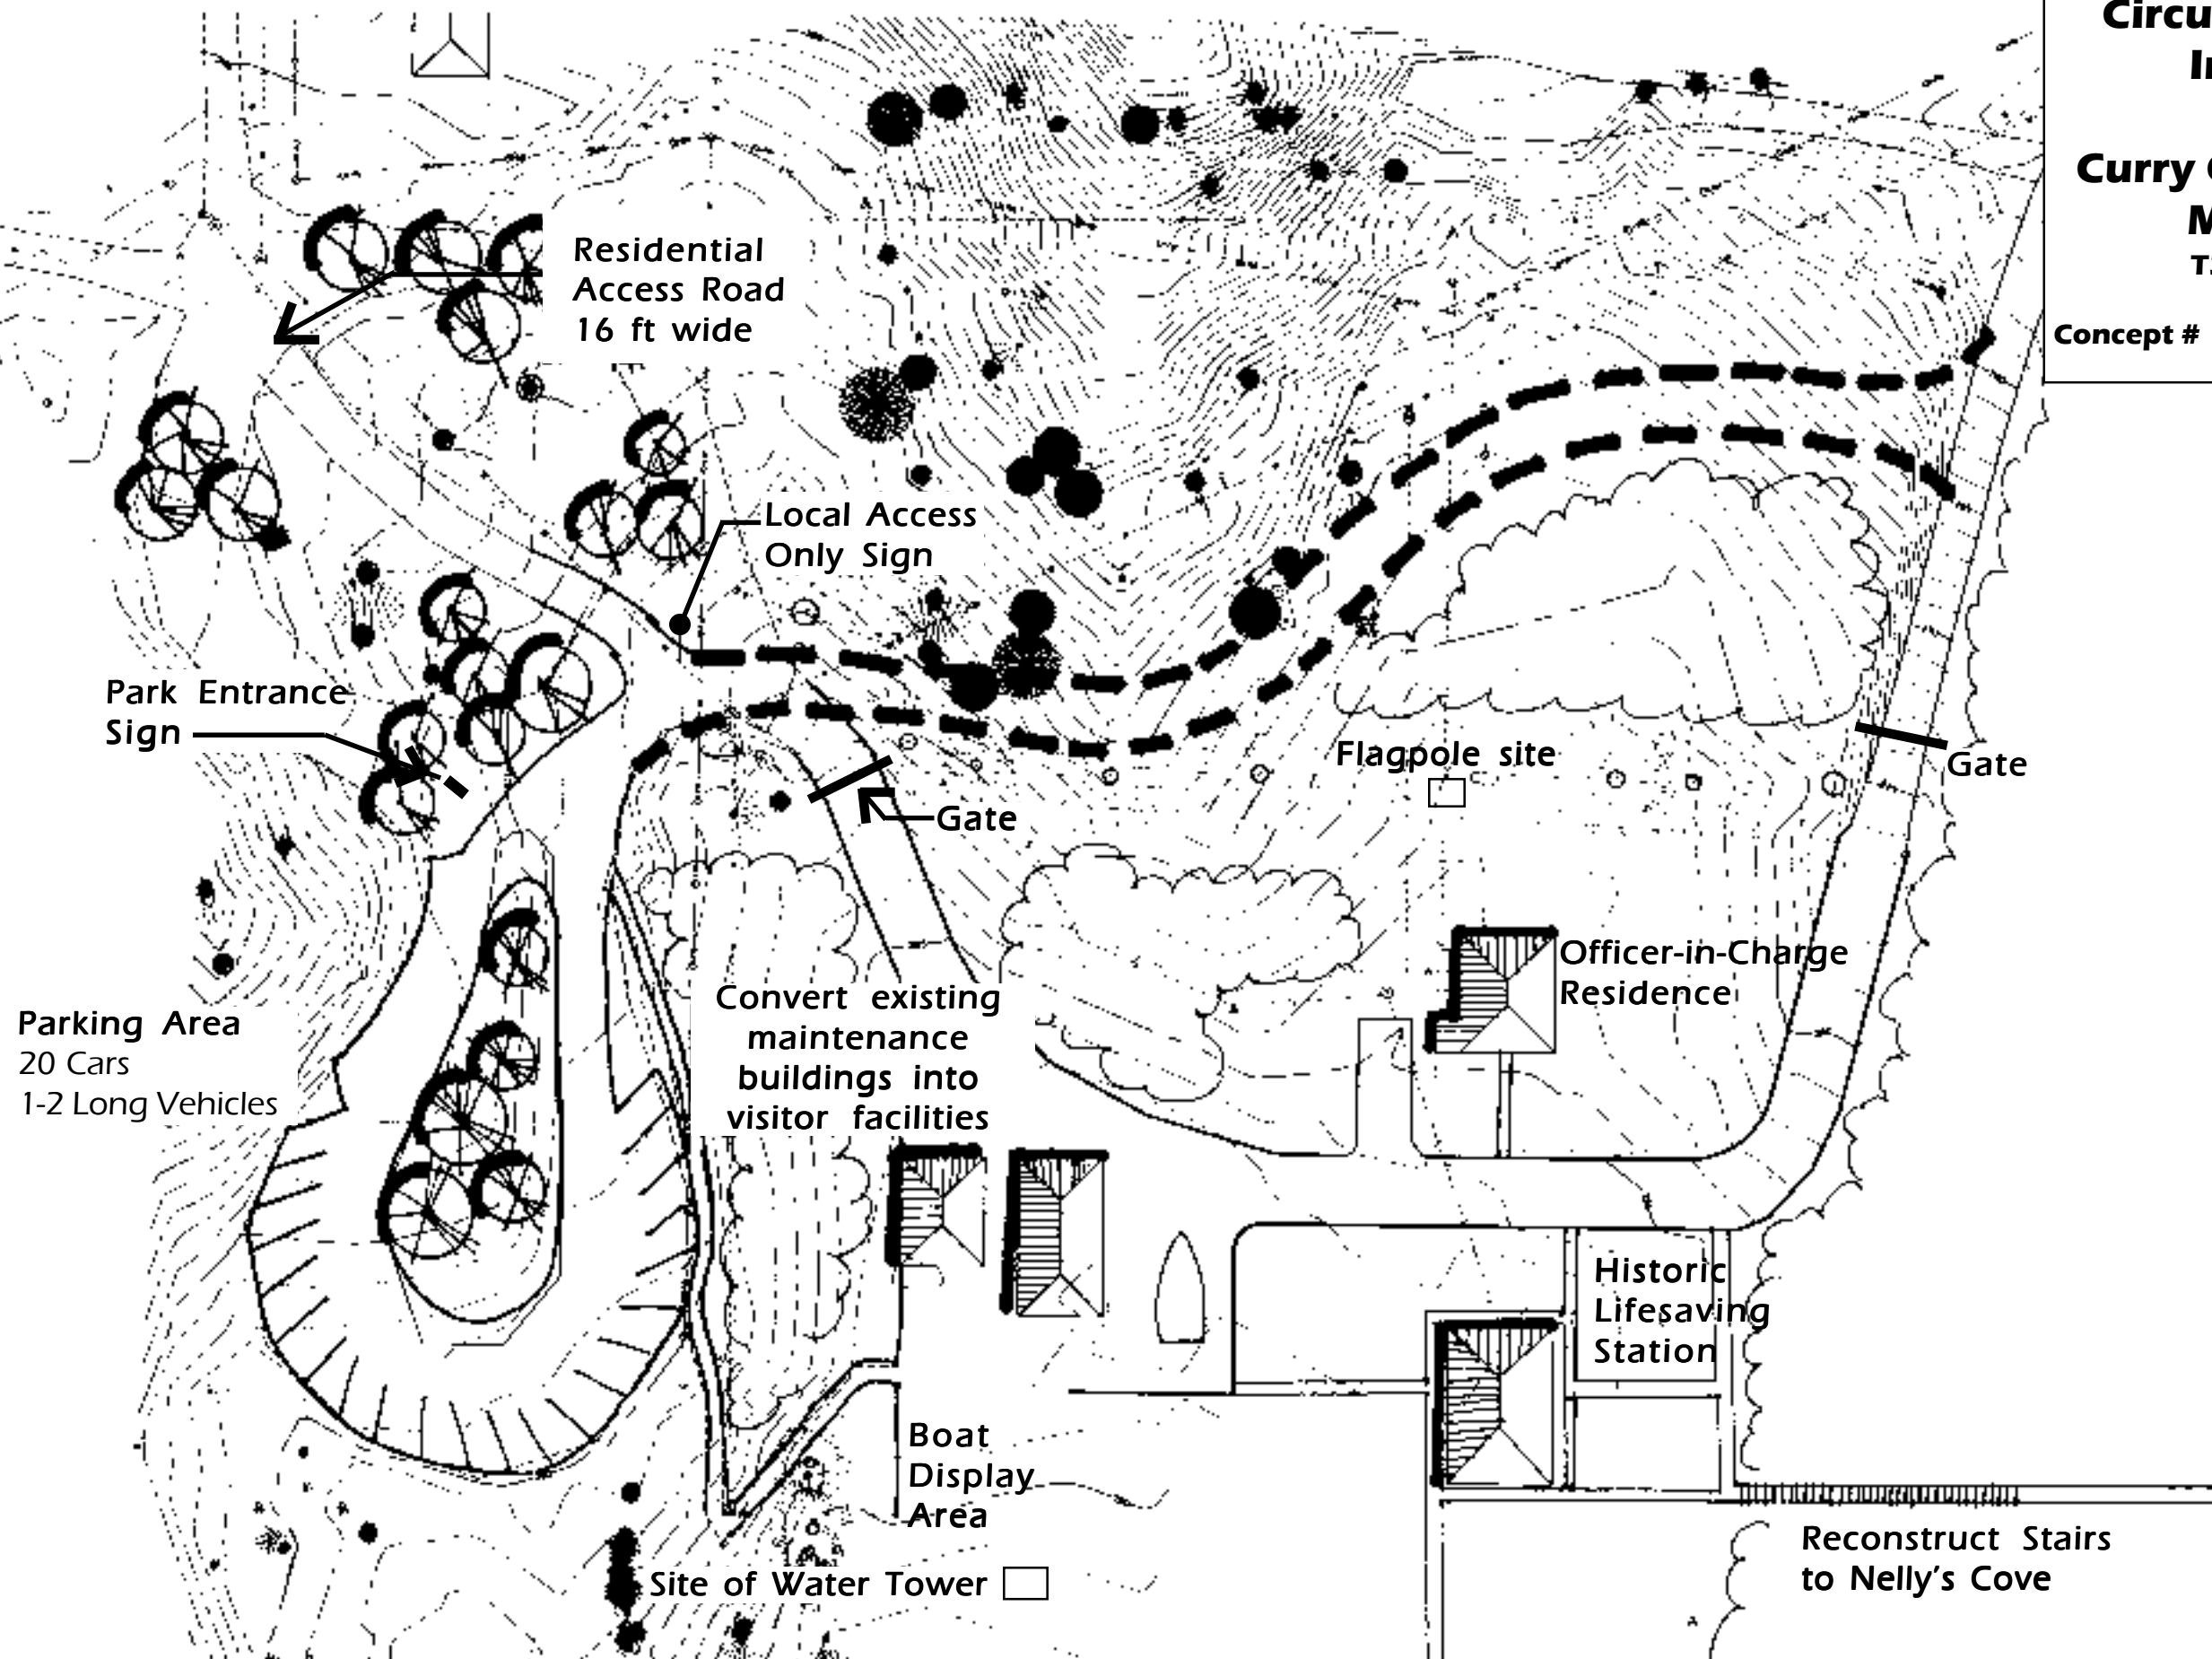 Circu
In
Curry
M
T.
Concept #
Residential
Access Road
16 ft wide
Local Access
Only Sign
Park Entrance
Sign
Flagpole site
Gate
Gate
Officer-in-Charge
Residence
Parking Area
20 Cars
1-2 Long Vehicles
Convert existing
maintenance
buildings into
visitor facilities
Historic
Lifesaving
Station
Boat
Display
Area
Reconstruct Stairs
to Nelly's Cove
Site of Water Tower